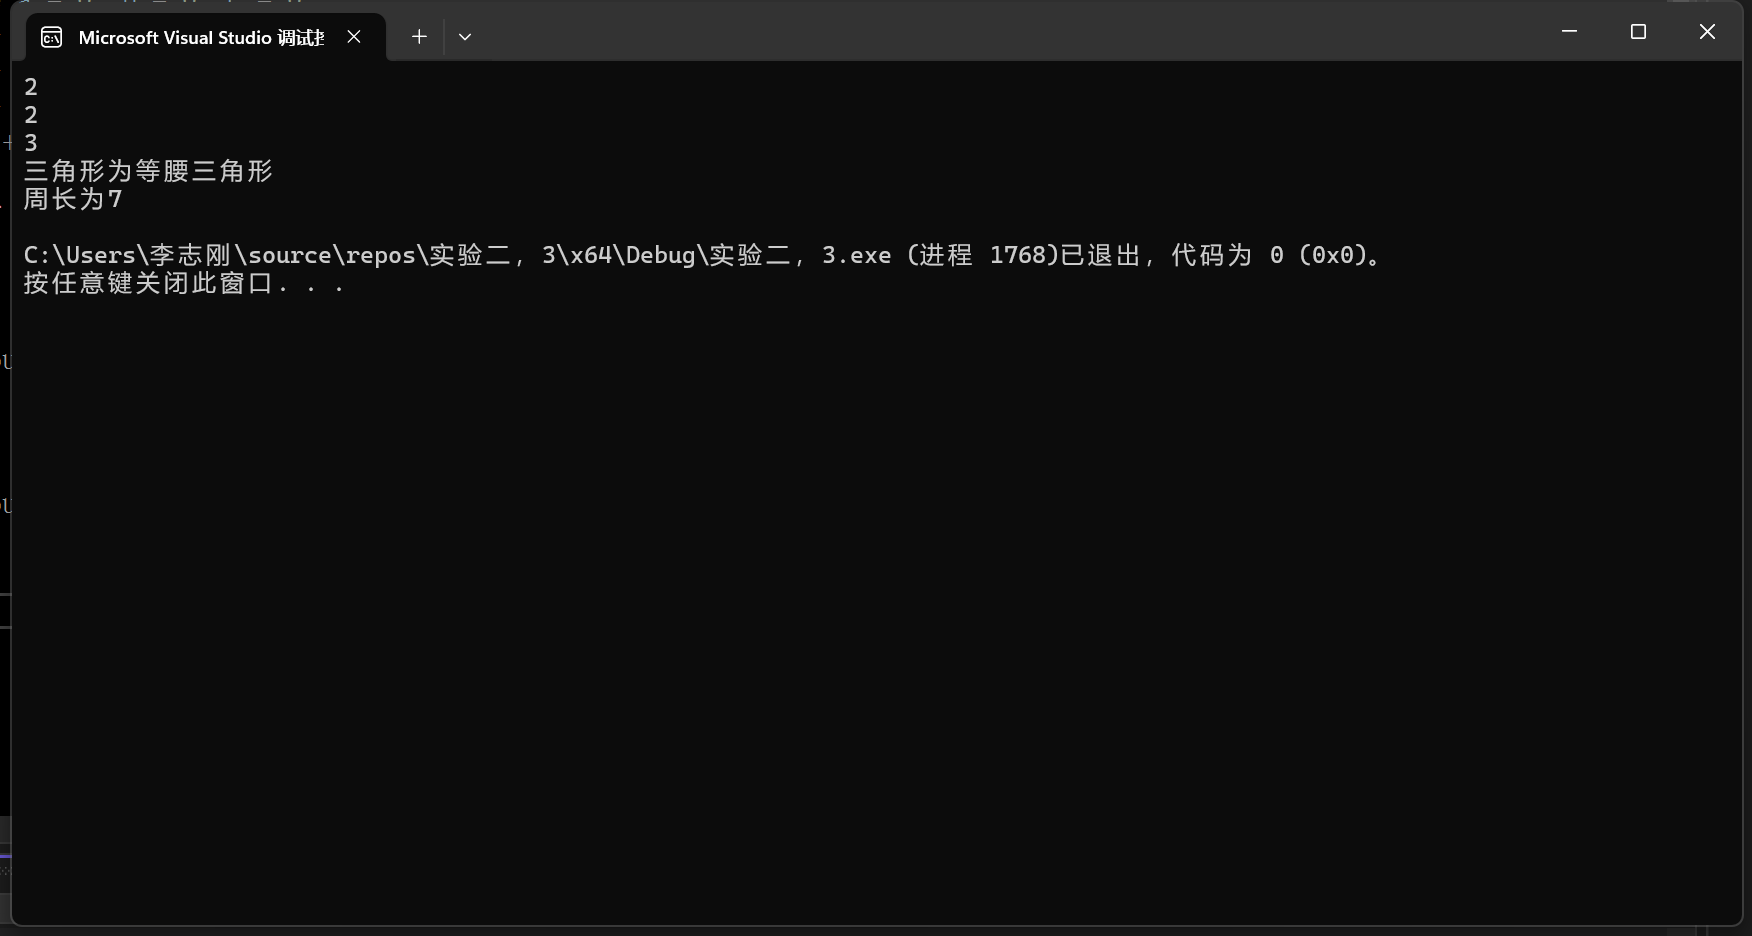 Microsoft Visual Studio 调试
2
2
3
三角形为等腰三角形
周长为7
C:\Users\李志刚\source\repos\实验二，3\x64\Debug\实验二，3.exe (进程 1768)已退出，代码为 0 (0x0)。
按任意键关闭此窗口. . .